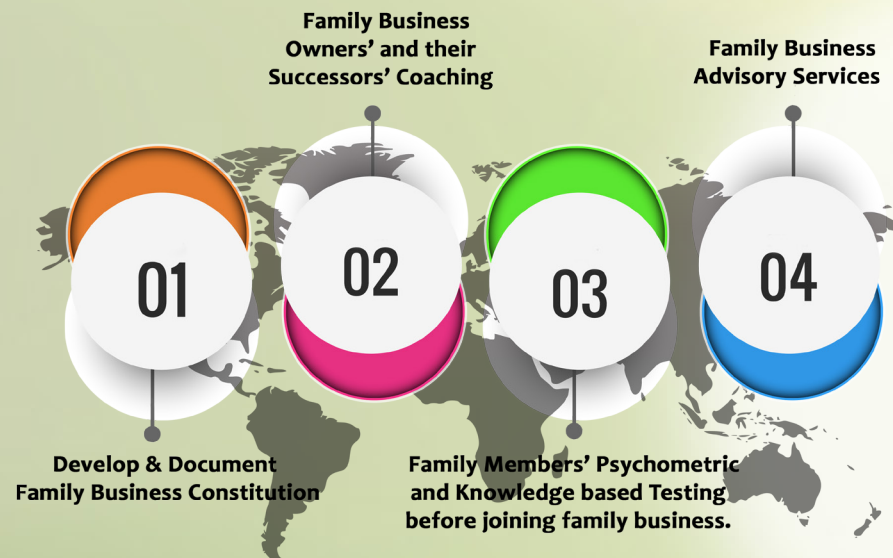 01
Develop & Document
Family Business Constitution
Family Business
Owners’ and their
Successors’ Coaching
02
03
Family Members’ Psychometric
and Knowledge based Testing
before joining family business.
Family Business
Advisory Services
04